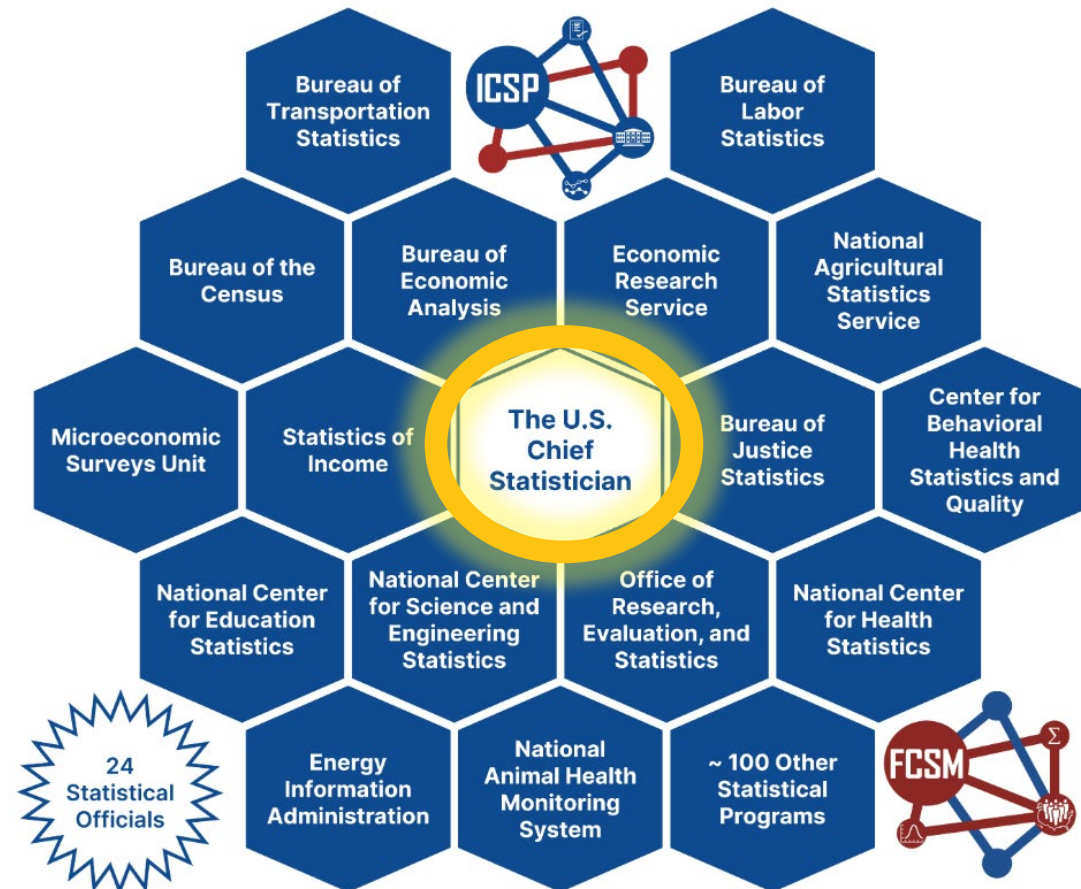 Bureau of
Transportation
Statistics
ICSP
Bureau of
Labor
Statistics
Bureau of the
Census
Bureau of
Economic
Analysis
Economic
Research
Service
National
Agricultural
Statistics
Service
Microeconomic
Surveys Unit
Statistics of
Income
The U.S.
Chief
Statistician
Bureau of
Justice
Statistics
Center for
Behavioral
Health
Statistics and
Quality
National Center
for Education
Statistics
National Center
for Science and
Engineering
Statistics
Office of
Research,
Evaluation, and
Statistics
National Center
for Health
Statistics
24
Statistical
Officials
Energy
Information
Administration
National
Animal Health
Monitoring
System
~ 100 Other
Statistical
Programs
FCSM
Σ